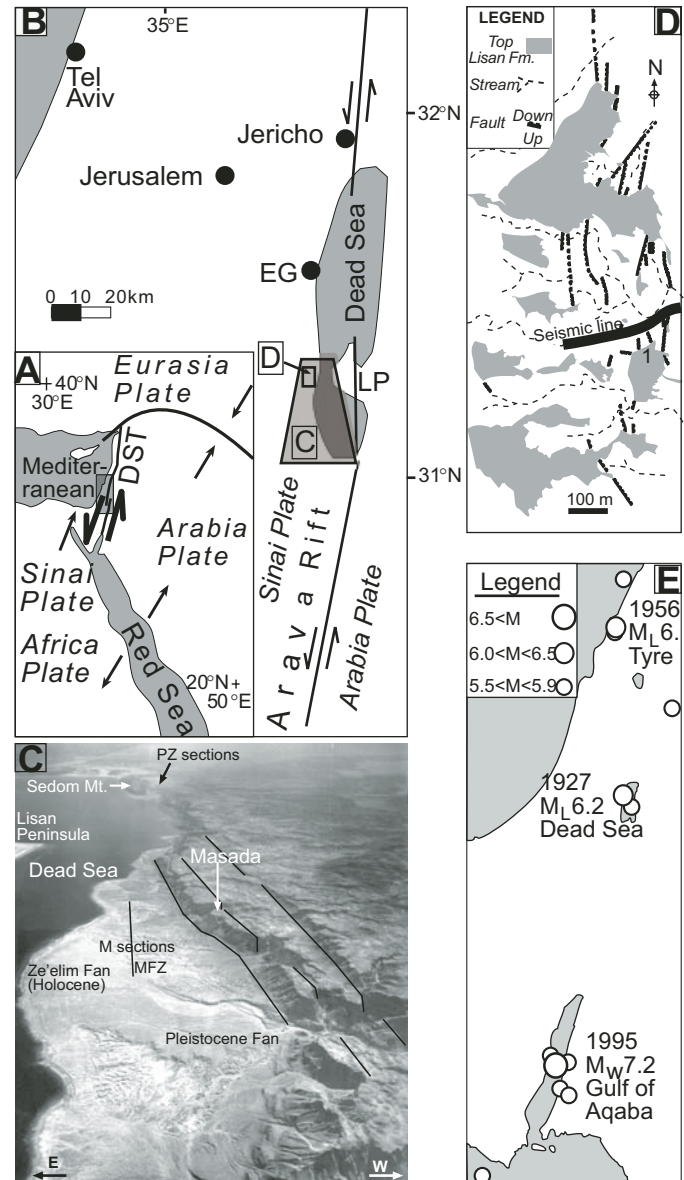 B
35°E
Tel
Aviv
32°N
Jericho
Jerusalem
Dead Sea
EG
0 10 20km
D
LP
C
31°N
Sinai Plate
Arava Rift
Arabia Plate
A
+40°N
30°E
Eurasia
Plate
DST
Mediter-
ranean
Arabia
Plate
Sinai
Plate
Africa
Plate
Red Sea
20°N+
50°E
C
PZ sections
Sedom Mt.
Lisan
Peninsula
Dead Sea
Masada
M sections
MFZ
Ze'elim Fan
(Holocene)
Pleistocene Fan
E
W
LEGEND
D
Top
Lisan Fm.
Stream
Fault Down
Up
N
Seismic line
1
100 m
Legend
E
6.5<M
6.0<M<6.5
5.5<M<5.9
1956
ML6.
Tyre
1927
ML6.2
Dead Sea
1995
MW7.2
Gulf of
Aqaba